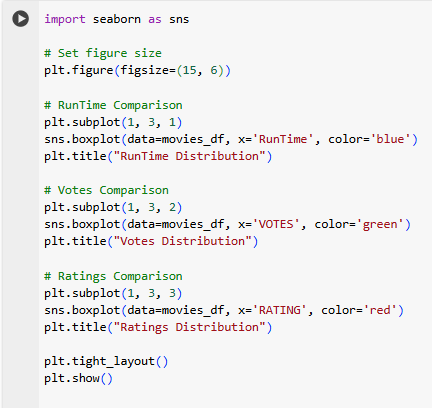 import seaborn as sns
# Set figure size
plt.figure(figsize=(15, 6))
# RunTime Comparison
plt.subplot(1, 3, 1)
sns.boxplot(data=movies_df, x='RunTime', color='blue')
plt.title("RunTime Distribution")
# Votes Comparison
plt.subplot(1, 3, 2)
sns.boxplot(data=movies_df, x='VOTES', color='green')
plt.title("Votes Distribution")
# Ratings Comparison
plt.subplot(1, 3, 3)
sns.boxplot(data=movies_df, x='RATING', color='red')
plt.title("Ratings Distribution")
plt.tight_layout()
plt.show()